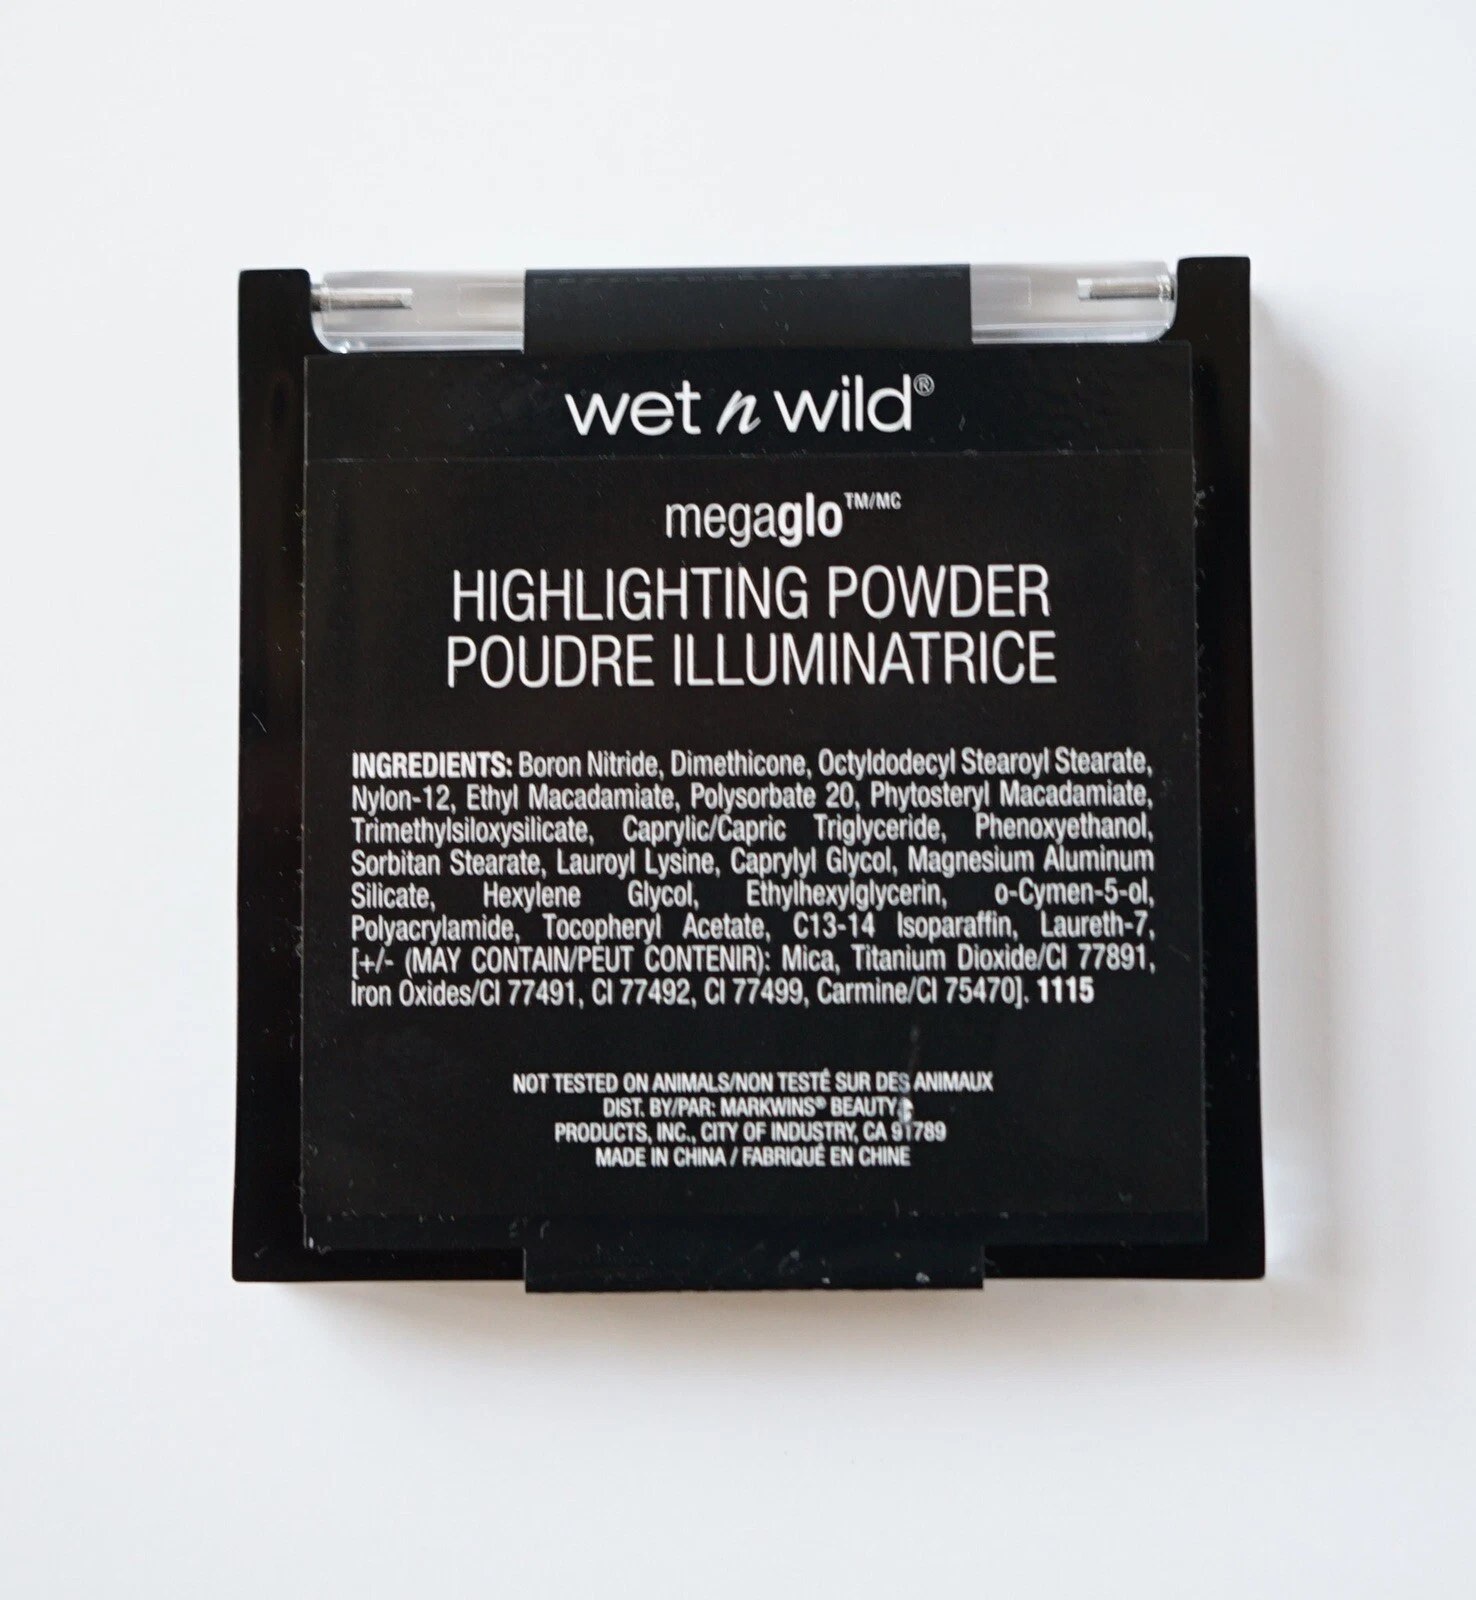 wet n wild®
megaglo™/MC
HIGHLIGHTING POWDER
POUDRE ILLUMINATRICE
INGREDIENTS: Boron Nitride, Dimethicone, Octyldodecyl Stearoyl Stearate,
Nylon-12, Ethyl Macadamiate, Polysorbate 20, Phytosteryl Macadamiate,
Trimethylsiloxysilicate, Caprylic/Capric Triglyceride, Phenoxyethanol,
Sorbitan Stearate, Lauroyl Lysine, Caprylyl Glycol, Magnesium Aluminum
Silicate, Hexylene Glycol, Ethylhexylglycerin, o-Cymen-5-ol,
Polyacrylamide, Tocopheryl Acetate, C13-14 Isoparaffin, Laureth-7,
[+/- (MAY CONTAIN/PEUT CONTENIR): Mica, Titanium Dioxide/CI 77891,
Iron Oxides/CI 77491, CI 77492, CI 77499, Carmine/CI 75470]. 1115
NOT TESTED ON ANIMALS/NON TESTÉ SUR DES ANIMAUX
DIST. BY/PAR: MARKWINS® BEAUTY
PRODUCTS, INC., CITY OF INDUSTRY, CA 91789
MADE IN CHINA / FABRIQUÉ EN CHINE